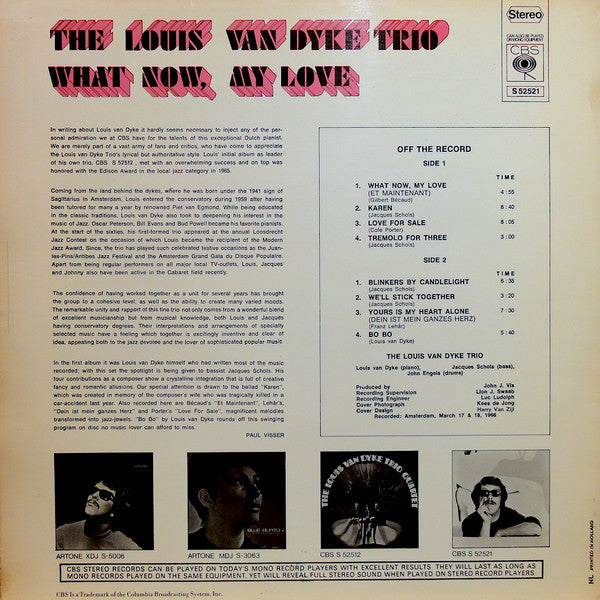 THE LOUIS VAN DYKE TRIO
WHAT NOW, MY LOVE
Stereo
CAN ALSO BE PLAYED
ON MONO EQUIPMENT
CBS
S 52521
In writing about Louis van Dyke it hardly seems necessary to inject any of the per-
sonal admiration we at CBS have for the talents of this exceptional Dutch pianist.
We are merely part of a vast army of fans and critics, who have come to appreciate
the Louis van Dyke Trio's lyrical but authoritative style. Louis' initial album as leader
of his own trio, CBS S 52512 , met with an overwhelming success and on top was
honored with the Edison Award in the local jazz category in 1965.
Coming from the land behind the dykes, where he was born under the 1941 sign of
Sagittarius in Amsterdam, Louis entered the conservatory during 1959 after having
been tutored for many a year by renowned Piet van Egmond. While being educated
in the classic traditions, Louis van Dyke also took to deepening his interest in the
music of Jazz. Oscar Peterson, Bill Evans and Bud Powell became his favorite pianists.
At the start of the sixties, his first-formed trio appeared at the annual Loosdrecht
Jazz Contest on the occasion of which Louis became the recipient of the Modern
Jazz Award. Since, the trio has played such celebrated festive occasions as the Juan-
les-Pins/Antibes Jazz Festival and the Amsterdam Grand Gala du Disque Populaire.
Apart from being regular performers on all major local TV-outlets, Louis, Jacques
and Johnny also have been active in the Cabaret field recently.
The confidence of having worked together as a unit for several years has brought
the group to a cohesive level, as well as the ability to create many varied moods.
The remarkable unity and rapport of this trio not only comes from a wonderful blend
of excellent musicianship but from musical knowledge, both Louis and Jacques
having conservatory degrees. Their interpretations and arrangements of specially
selected music have a feeling which together is excitingly inventive and clear of
idea, appealing both to the jazz devotee and the lover of sophisticated popular music
In the first album it was Louis van Dyke himself who had written most of the music
recorded; with this set the spotlight is being given to bassist Jacques Schols. His
four contributions as a composer show a crystalline integration that is full of creative
fancy and romantic allusions. Our special attention is drawn to the ballad "Karen",
which was created in memory of the composer's wife who was tragically killed in a
car-accident last year. Also recorded here are Bécaud's "Et Maintenant", Lehár's,
"Dein ist mein ganzes Herz" and Porter's "Love For Sale", magnificent melodies
transformed into jazz-jewels. "Bo Bo" by Louis van Dyke rounds off this swinging
program on disc no music lover can afford to miss.
PAUL VISSER
OFF THE RECORD
SIDE 1
TIME
1. WHAT NOW, MY LOVE 4:55
(ET MAINTENANT)
(Gilbert Bécaud)
2. KAREN 8:40
(Jacques Schols)
3. LOVE FOR SALE 6:05
(Cole Porter)
4. TREMOLO FOR THREE 3:00
(Jacques Schols)
SIDE 2
TIME
1. BLINKERS BY CANDLELIGHT 6:35
(Jacques Schols)
2. WE'LL STICK TOGETHER 3:20
(Jacques Schols)
3. YOURS IS MY HEART ALONE 7:30
(DEIN IST MEIN GANZES HERZ)
(Franz Lehár)
4. BO BO 5:40
(Louis van Dyke)
THE LOUIS VAN DYKE TRIO
Louis van Dyke (piano), Jacques Schols (bass),
John Engels (drums)
Produced by John J. Vis
Recording Supervision Lion J. Swaab
Recording Engineer Luc Ludolph
Cover Photograph Kees de Jong
Cover Design Harry Van Zijl
Recorded: Amsterdam, March 17 & 18, 1966
THE LOUIS VAN DYKE TRIO QUARTET
ARTONE XDJ S-5006
ARTONE MDJ S-3063
CBS S 52512
CBS S 52521
CBS STEREO RECORDS CAN BE PLAYED ON TODAY'S MONO RECORD PLAYERS WITH EXCELLENT RESULTS THEY WILL LAST AS LONG AS
MONO RECORDS PLAYED ON THE SAME EQUIPMENT, YET WILL REVEAL FULL STEREO SOUND WHEN PLAYED ON STEREO RECORD PLAYERS.
CBS Is a Trademark of the Columbia Broadcasting System, Inc.
NL PRINTED IN HOLLAND